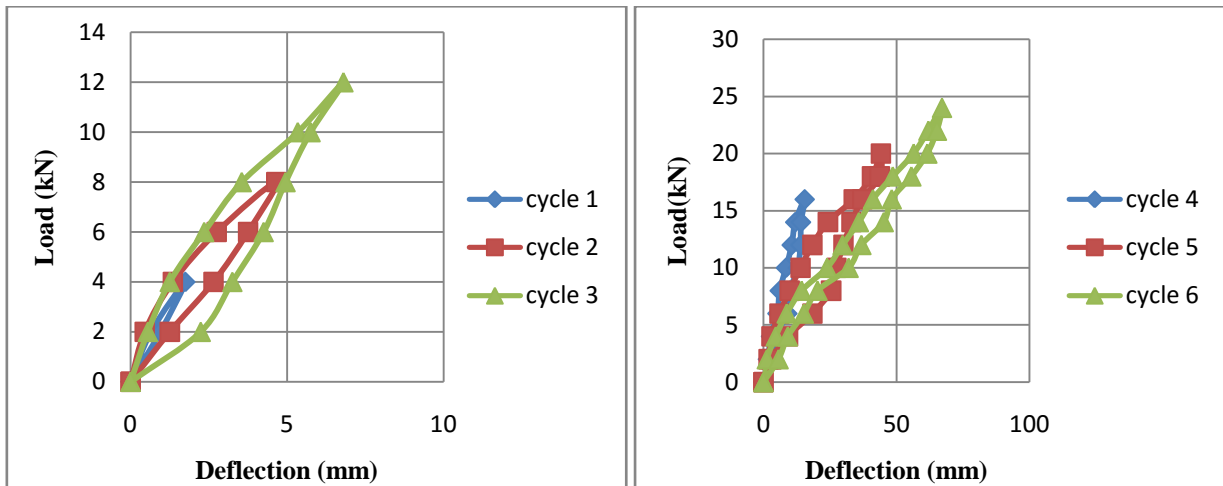 14
12
10
8
6
4
2
0
0 5 10
Load (kN)
Deflection (mm)
cycle 1
cycle 2
cycle 3
30
25
20
15
10
5
0
0 50 100
Load(kN)
Deflection (mm)
cycle 4
cycle 5
cycle 6